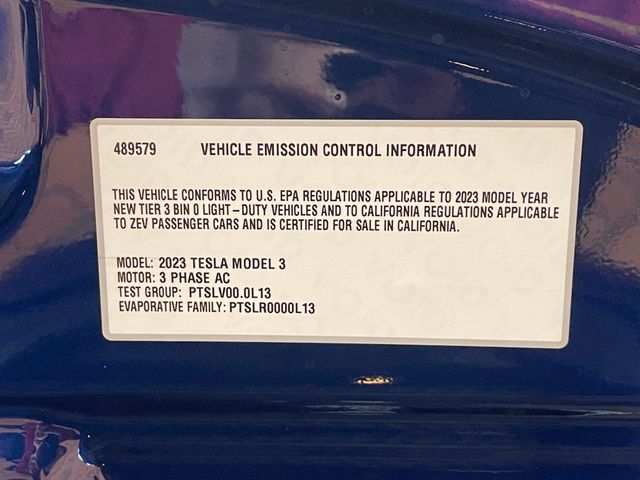 489579 VEHICLE EMISSION CONTROL INFORMATION
THIS VEHICLE CONFORMS TO U.S. EPA REGULATIONS APPLICABLE TO 2023 MODEL YEAR
NEW TIER 3 BIN 0 LIGHT-DUTY VEHICLES AND TO CALIFORNIA REGULATIONS APPLICABLE
TO ZEV PASSENGER CARS AND IS CERTIFIED FOR SALE IN CALIFORNIA.
MODEL: 2023 TESLA MODEL 3
MOTOR: 3 PHASE AC
TEST GROUP: PTSLV00.0L13
EVAPORATIVE FAMILY: PTSLR0000L13